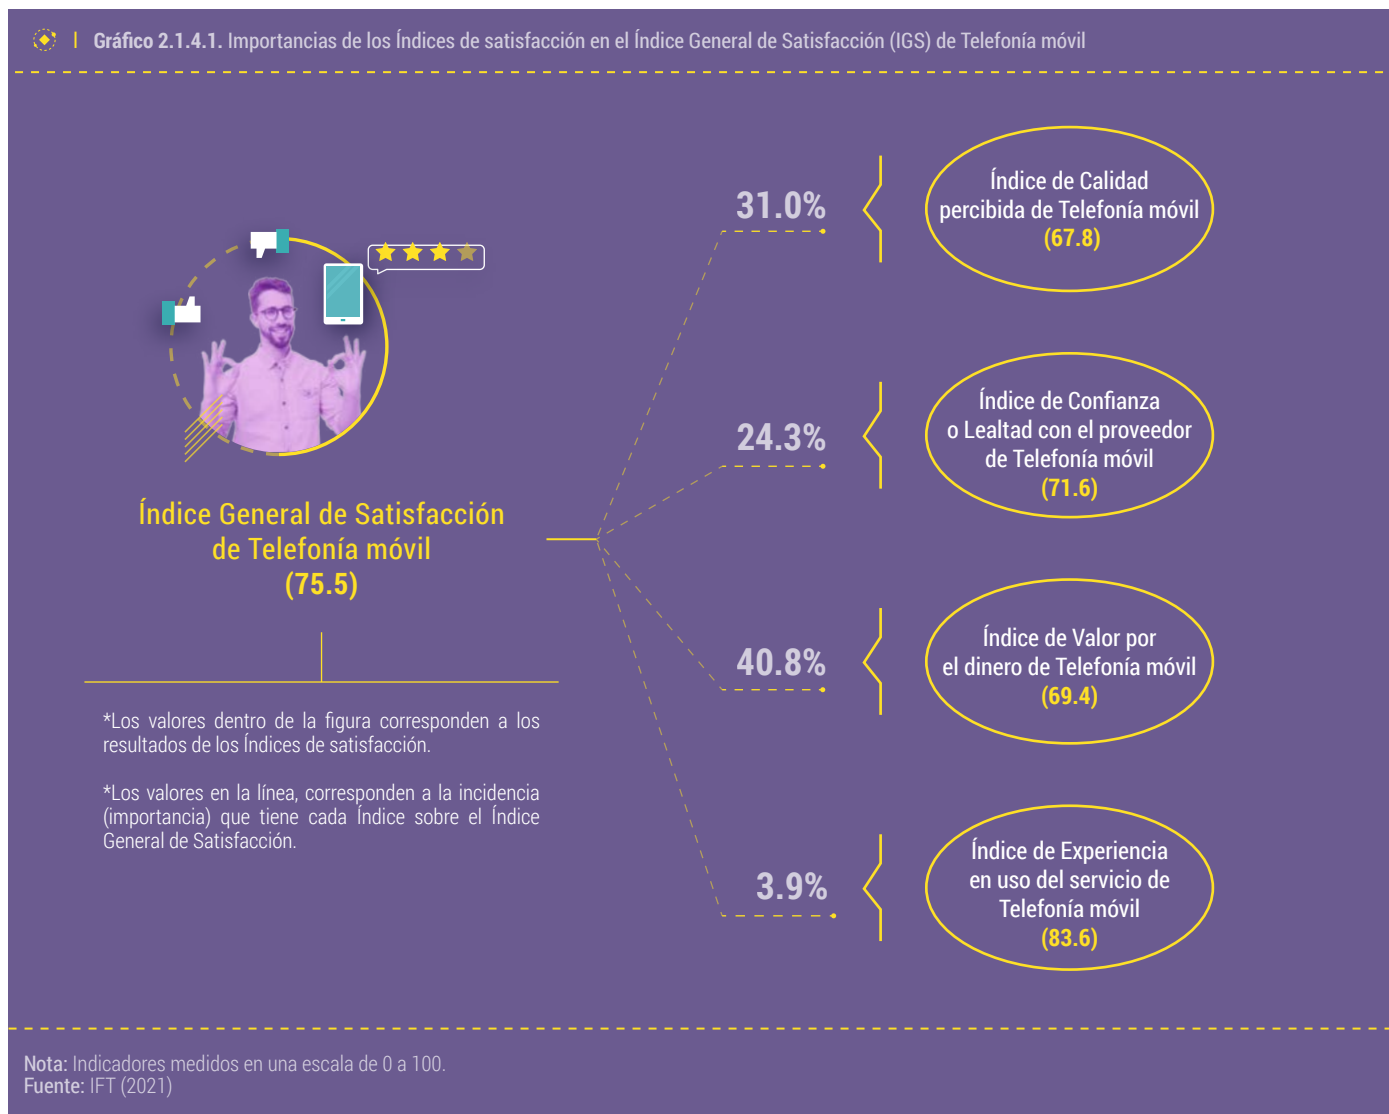 Gráfico 2.1.4.1. Importancias de los Índices de satisfacción en el Índice General de Satisfacción (IGS) de Telefonía móvil
31.0%
Índice de Calidad
percibida de Telefonía móvil
(67.8)
24.3%
Índice de Confianza
o Lealtad con el proveedor
de Telefonía móvil
(71.6)
Índice General de Satisfacción
de Telefonía móvil
(75.5)
40.8%
Índice de Valor por
el dinero de Telefonía móvil
(69.4)
*Los valores dentro de la figura corresponden a los
resultados de los Índices de satisfacción.
*Los valores en la línea, corresponden a la incidencia
(importancia) que tiene cada Índice sobre el Índice
General de Satisfacción.
3.9%
Índice de Experiencia
en uso del servicio de
Telefonía móvil
(83.6)
Nota: Indicadores medidos en una escala de 0 a 100.
Fuente: IFT (2021)